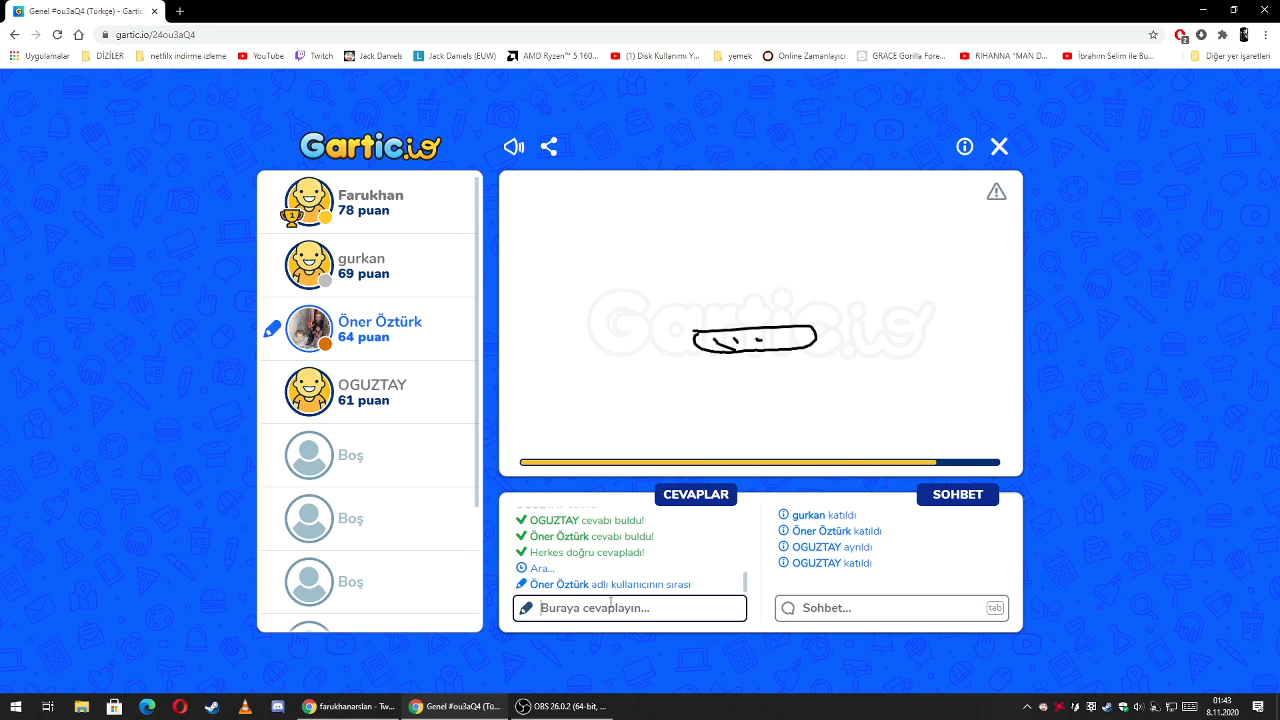 Genel #ou3aQ4 (Türkçe) - Gartic.
gartic.io/24ou3aQ4
Uygulamalar DİZİLER netflix indirme izleme YouTube Twitch Jack Daniels Jack Daniels (EUW) AMD Ryzen™ 5 160... (1) Disk Kullanımı Y... yemek Online Zamanlayıcı GRACE Gorilla Fore... RIHANNA "MAN D... İbrahim Selim ile Bu... Diğer yer işaretleri
Gartic.io
Farukhan
78 puan
gurkan
69 puan
Öner Öztürk
64 puan
OGUZTAY
61 puan
Boş
Boş
Boş
Gartic.io
CEVAPLAR
OGUZTAY cevabı buldu!
Öner Öztürk cevabı buldu!
Herkes doğru cevapladı!
Ara...
Öner Öztürk adlı kullanıcının sırası
Buraya cevaplayın...
SOHBET
gurkan katıldı
Öner Öztürk katıldı
OGUZTAY ayrıldı
OGUZTAY katıldı
Sohbet... tab
farukhanarslan - Tw... Genel #ou3aQ4 (Tü... OBS 26.0.2 (64-bit, ...
01:43
8.11.2020